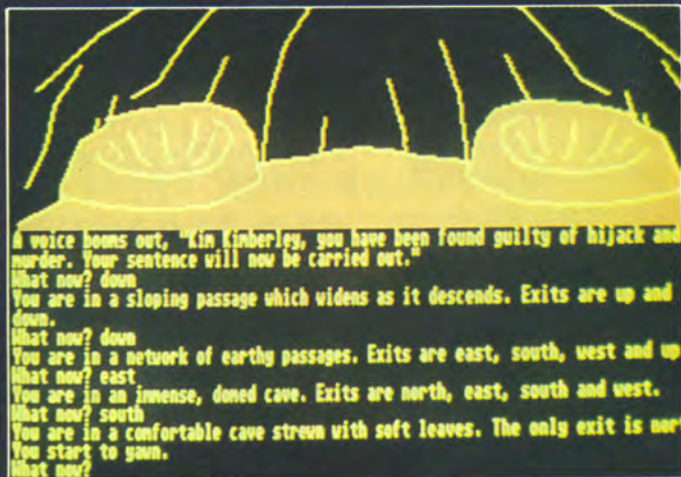 A voice booms out, "Kim Kimberley, you have been found guilty of hijack and
murder. Your sentence will now be carried out."
What now? down
You are in a sloping passage which widens as it descends. Exits are up and
down.
What now? down
You are in a network of earthy passages. Exits are east, south, west and up
What now? east
You are in an immense, domed cave. Exits are north, east, south and west.
What now? south
You are in a comfortable cave strewn with soft leaves. The only exit is nor
You start to yawn.
What now?